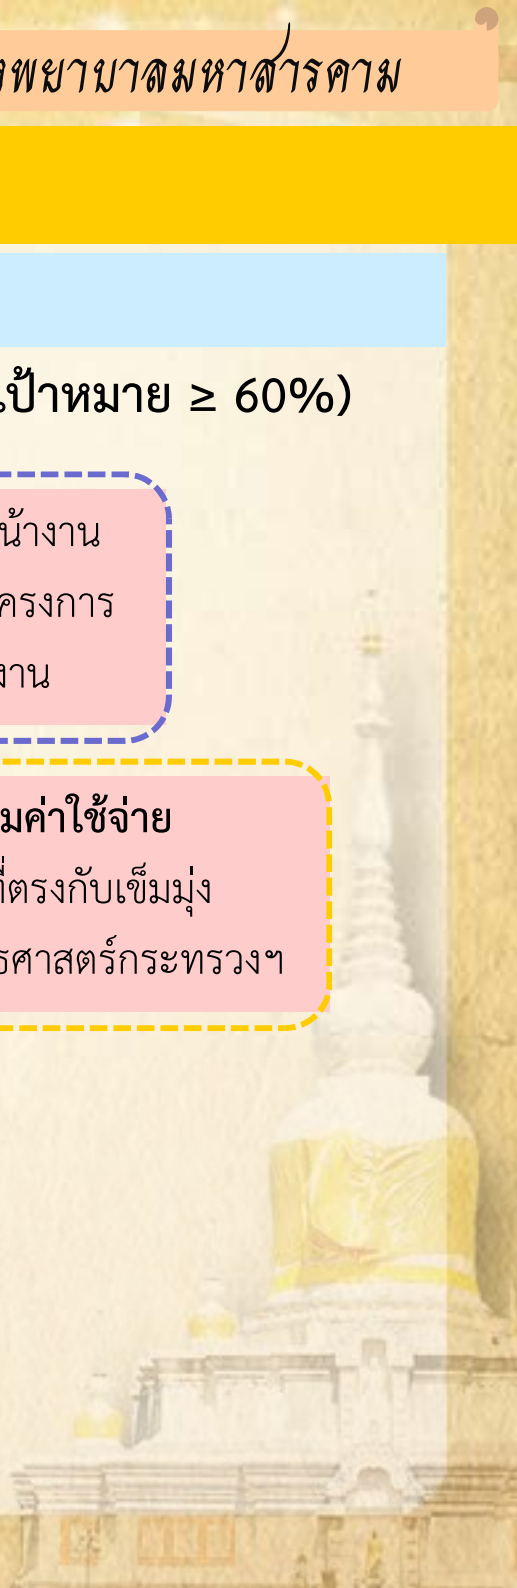 พยาบาลมหาสารคาม
เป้าหมาย ≥ 60%)
น้างาน
ครงการ
งาน
มค่าใช้จ่าย
ที่ตรงกับเข็มมุ่ง
ธศาสตร์กระทรวงฯ